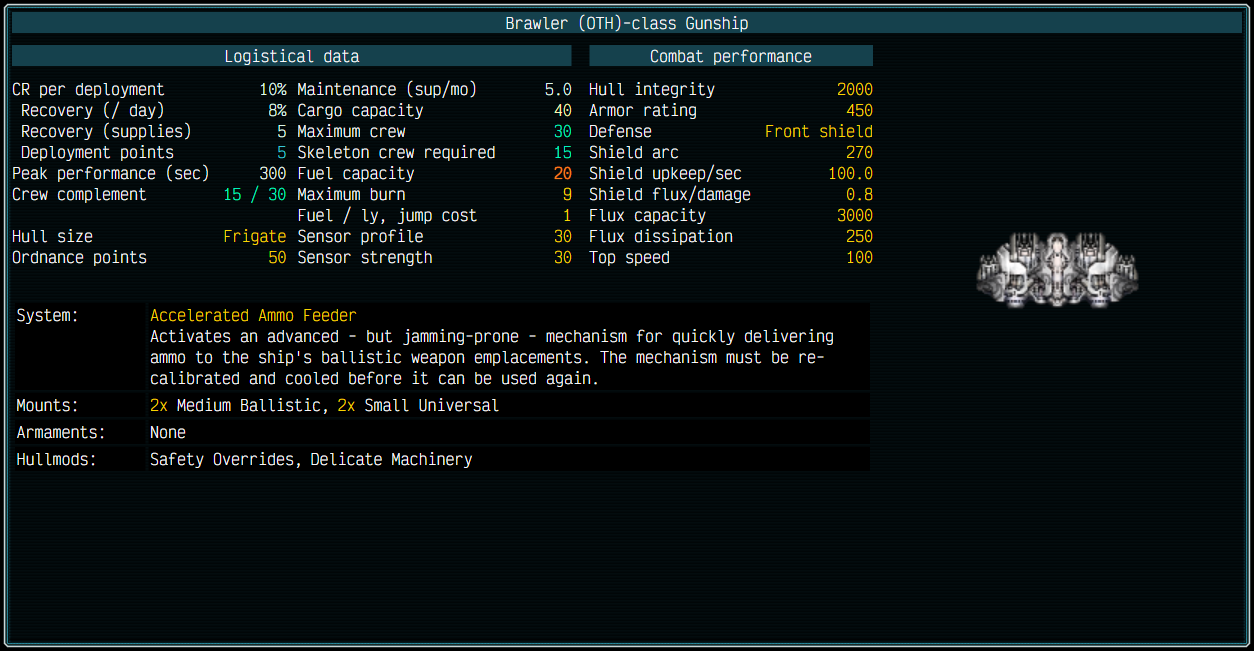 Brawler (OTH)-class Gunship
Logistical data Combat performance
CR per deployment 10% Maintenance (sup/mo) 5.0 Hull integrity 2000
Recovery (/ day) 8% Cargo capacity 40 Armor rating 450
Recovery (supplies) 5 Maximum crew 30 Defense Front shield
Deployment points 5 Skeleton crew required 15 Shield arc 270
Peak performance (sec) 300 Fuel capacity 20 Shield upkeep/sec 100.0
Crew complement 15 / 30 Maximum burn 9 Shield flux/damage 0.8
Fuel / ly, jump cost 1 Flux capacity 3000
Hull size Frigate Sensor profile 30 Flux dissipation 250
Ordnance points 50 Sensor strength 30 Top speed 100
System: Accelerated Ammo Feeder
Activates an advanced - but jamming-prone - mechanism for quickly delivering
ammo to the ship's ballistic weapon emplacements. The mechanism must be re-
calibrated and cooled before it can be used again.
Mounts: 2x Medium Ballistic, 2x Small Universal
Armaments: None
Hullmods: Safety Overrides, Delicate Machinery